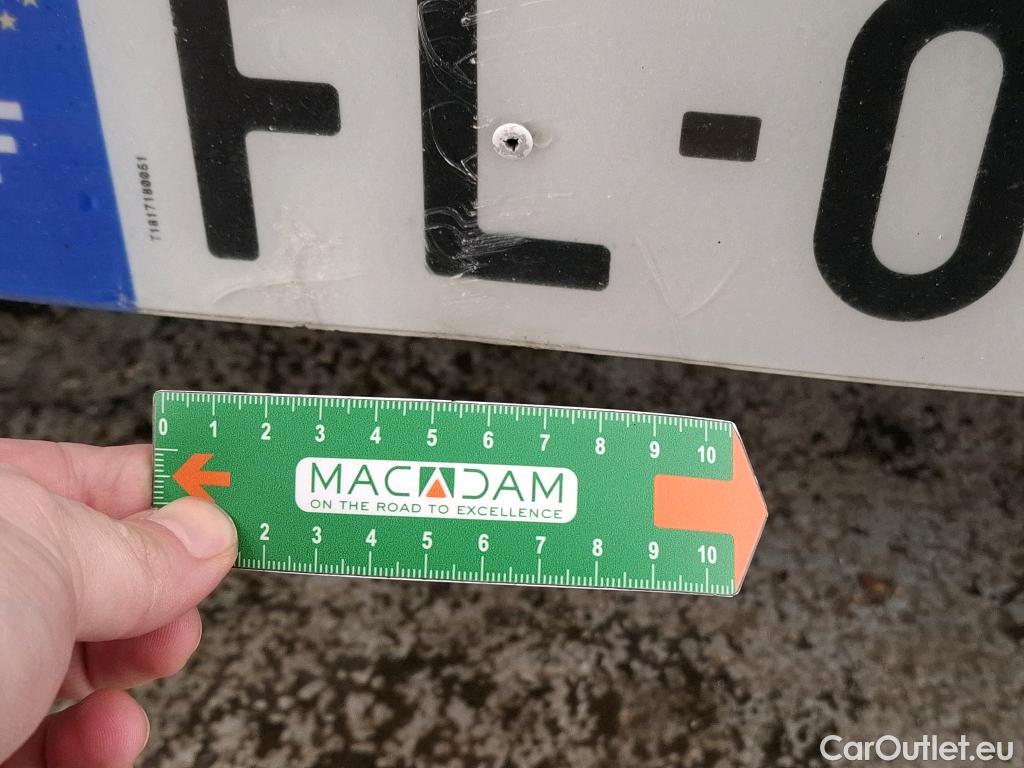 FL-0
T1817180051
0 1 2 3 4 5 6 7 8 9 10
MACADAM
ON THE ROAD TO EXCELLENCE
2 3 4 5 6 7 8 9 10
CarOutlet.eu